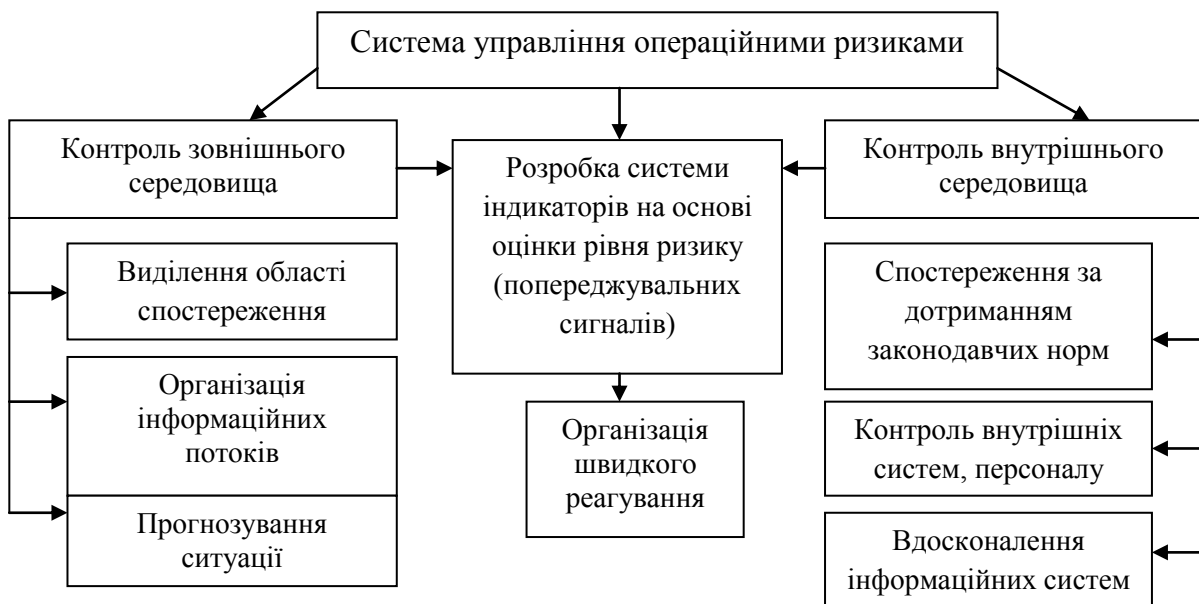 Система управління операційними ризиками
Контроль зовнішнього
середовища
Розробка системи
індикаторів на основі
оцінки рівня ризику
(попереджувальних
сигналів)
Контроль внутрішнього
середовища
Виділення області
спостереження
Організація
інформаційних
потоків
Прогнозування
ситуації
Організація
швидкого
реагування
Спостереження за
дотриманням
законодавчих норм
Контроль внутрішніх
систем, персоналу
Вдосконалення
інформаційних систем